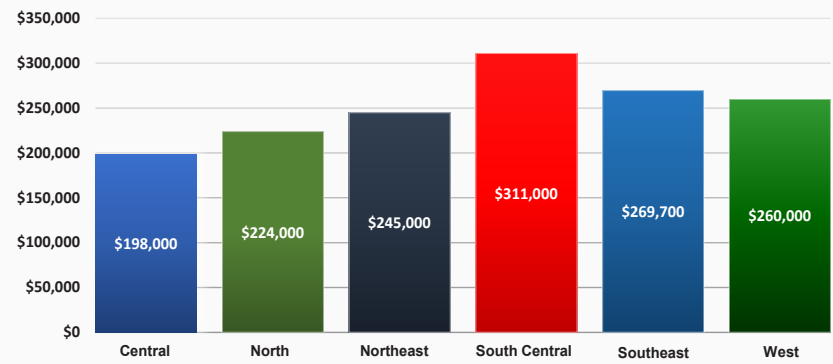 $350,000
$300,000
$250,000
$200,000
$150,000
$100,000
$50,000
$0
$198,000
$224,000
$245,000
$311,000
$269,700
$260,000
Central
North
Northeast
South Central
Southeast
West